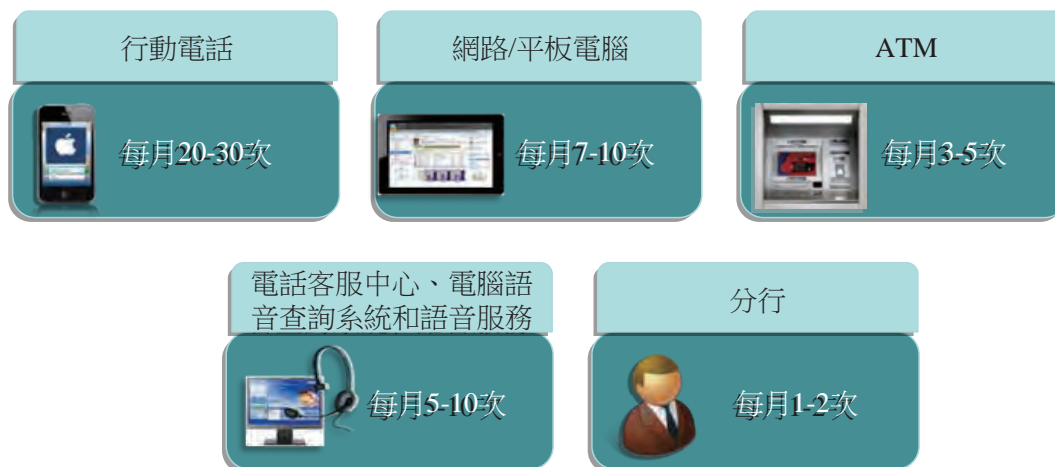 行動電話
網路/平板電腦
ATM
每月20-30次
每月7-10次
每月3-5次
電話客服中心、電腦語
音查詢系統和語音服務
分行
每月5-10次
每月1-2次